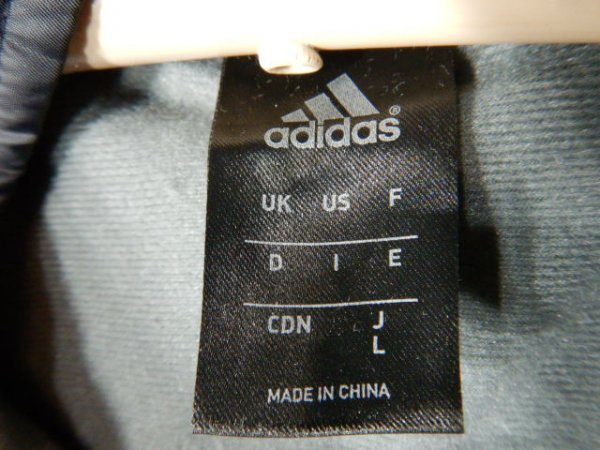 adidas®
UK US F
D I E
CDN J
L
MADE IN CHINA